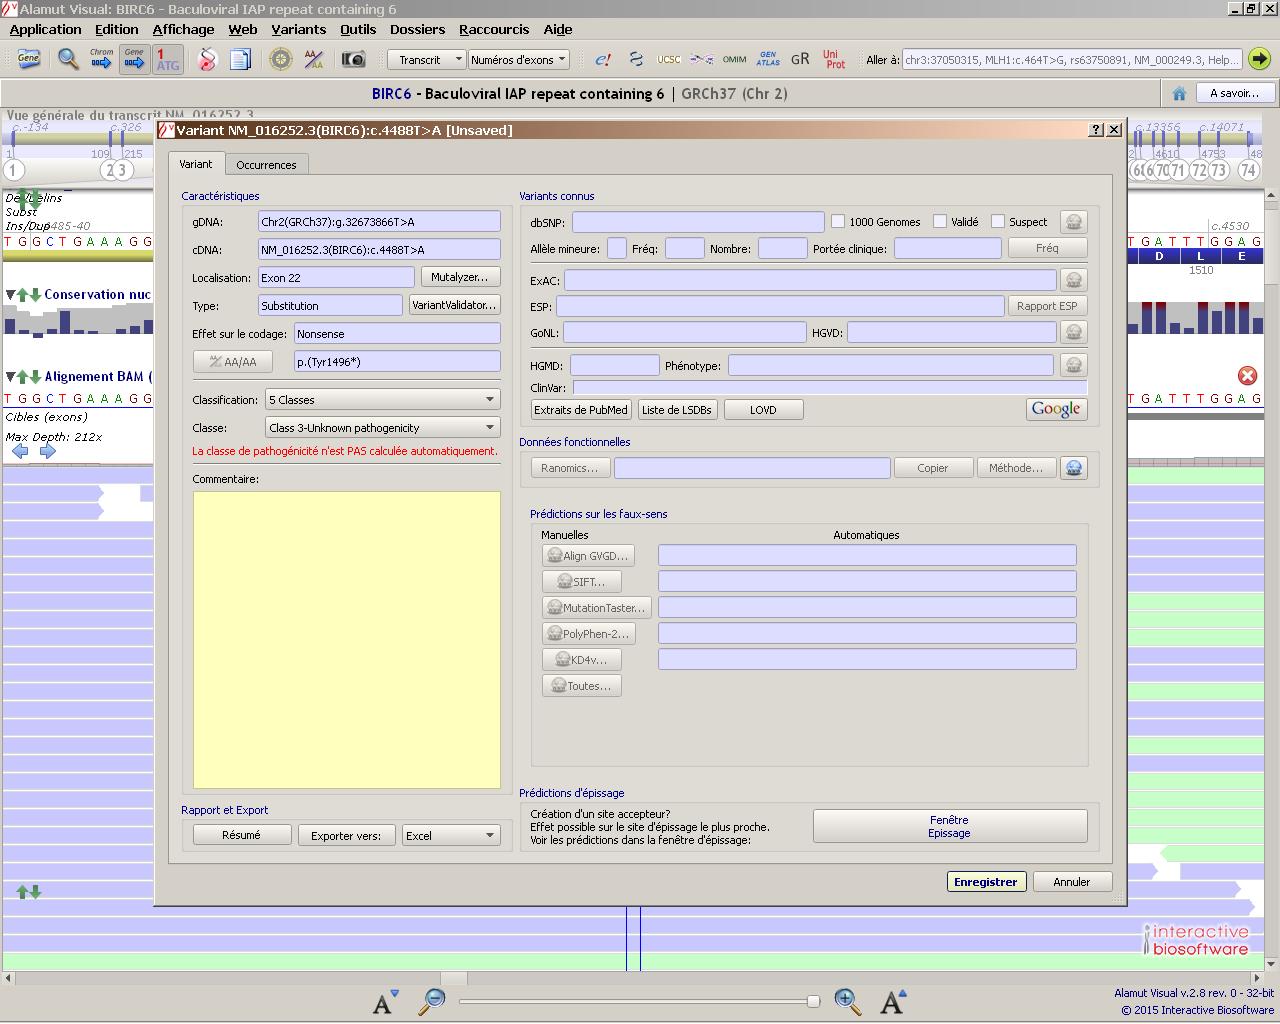 Alamut Visual: BIRC6 - Baculoviral IAP repeat containing 6
Application Edition Affichage Web Variants Outils Dossiers Raccourcis Aide
Gene Chrom Gene 1 ATG AA/AA Transcrit Numéros d'exons e! UCSC OMIM GEN ATLAS GR Uni Prot Aller à: chr3:37050315, MLH1:c.464T>G, rs63750891, NM_000249.3, Help...
BIRC6 - Baculoviral IAP repeat containing 6 | GRCh37 (Chr 2) A savoir...
Vue générale du transcrit NM_016252.3
c.-134 c.326 c.13356 c.14071
1 109 215 4610 4753 48
1 2 3 70 71 72 73 74
Variant NM_016252.3(BIRC6):c.4488T>A [Unsaved]
Variant Occurrences
Subst
Ins/Dup
T G G C T G A A A G G
Conservation nuc
Alignement BAM (
T G G C T G A A A G G
Cibles (exons)
Max Depth: 212x
Caractéristiques
gDNA: Chr2(GRCh37):g.32673866T>A
cDNA: NM_016252.3(BIRC6):c.4488T>A
Localisation: Exon 22 Mutalyzer...
Type: Substitution VariantValidator...
Effet sur le codage: Nonsense
AA/AA p.(Tyr1496*)
Classification: 5 Classes
Classe: Class 3-Unknown pathogenicity
La classe de pathogénicité n'est PAS calculée automatiquement.
Commentaire:
Rapport et Export
Résumé Exporter vers: Excel
Variants connus
dbSNP: 1000 Genomes Validé Suspect
Allèle mineure: Fréq: Nombre: Portée clinique: Fréq
ExAC:
ESP: Rapport ESP
GoNL: HGVD:
HGMD: Phénotype:
ClinVar:
Extraits de PubMed Liste de LSDBs LOVD Google
Données fonctionnelles
Ranomics... Copier Méthode...
Prédictions sur les faux-sens
Manuelles Automatiques
Align GVGD...
SIFT...
MutationTaster...
PolyPhen-2...
KD4v...
Toutes...
Prédictions d'épissage
Création d'un site accepteur?
Effet possible sur le site d'épissage le plus proche.
Voir les prédictions dans la fenêtre d'épissage:
Fenêtre
Epissage
Enregistrer Annuler
c.4530
T G A T T T G G A G
D L E
1510
T G A T T T G G A G
interactive
biosoftware
A A
Alamut Visual v.2.8 rev. 0 - 32-bit
© 2015 Interactive Biosoftware